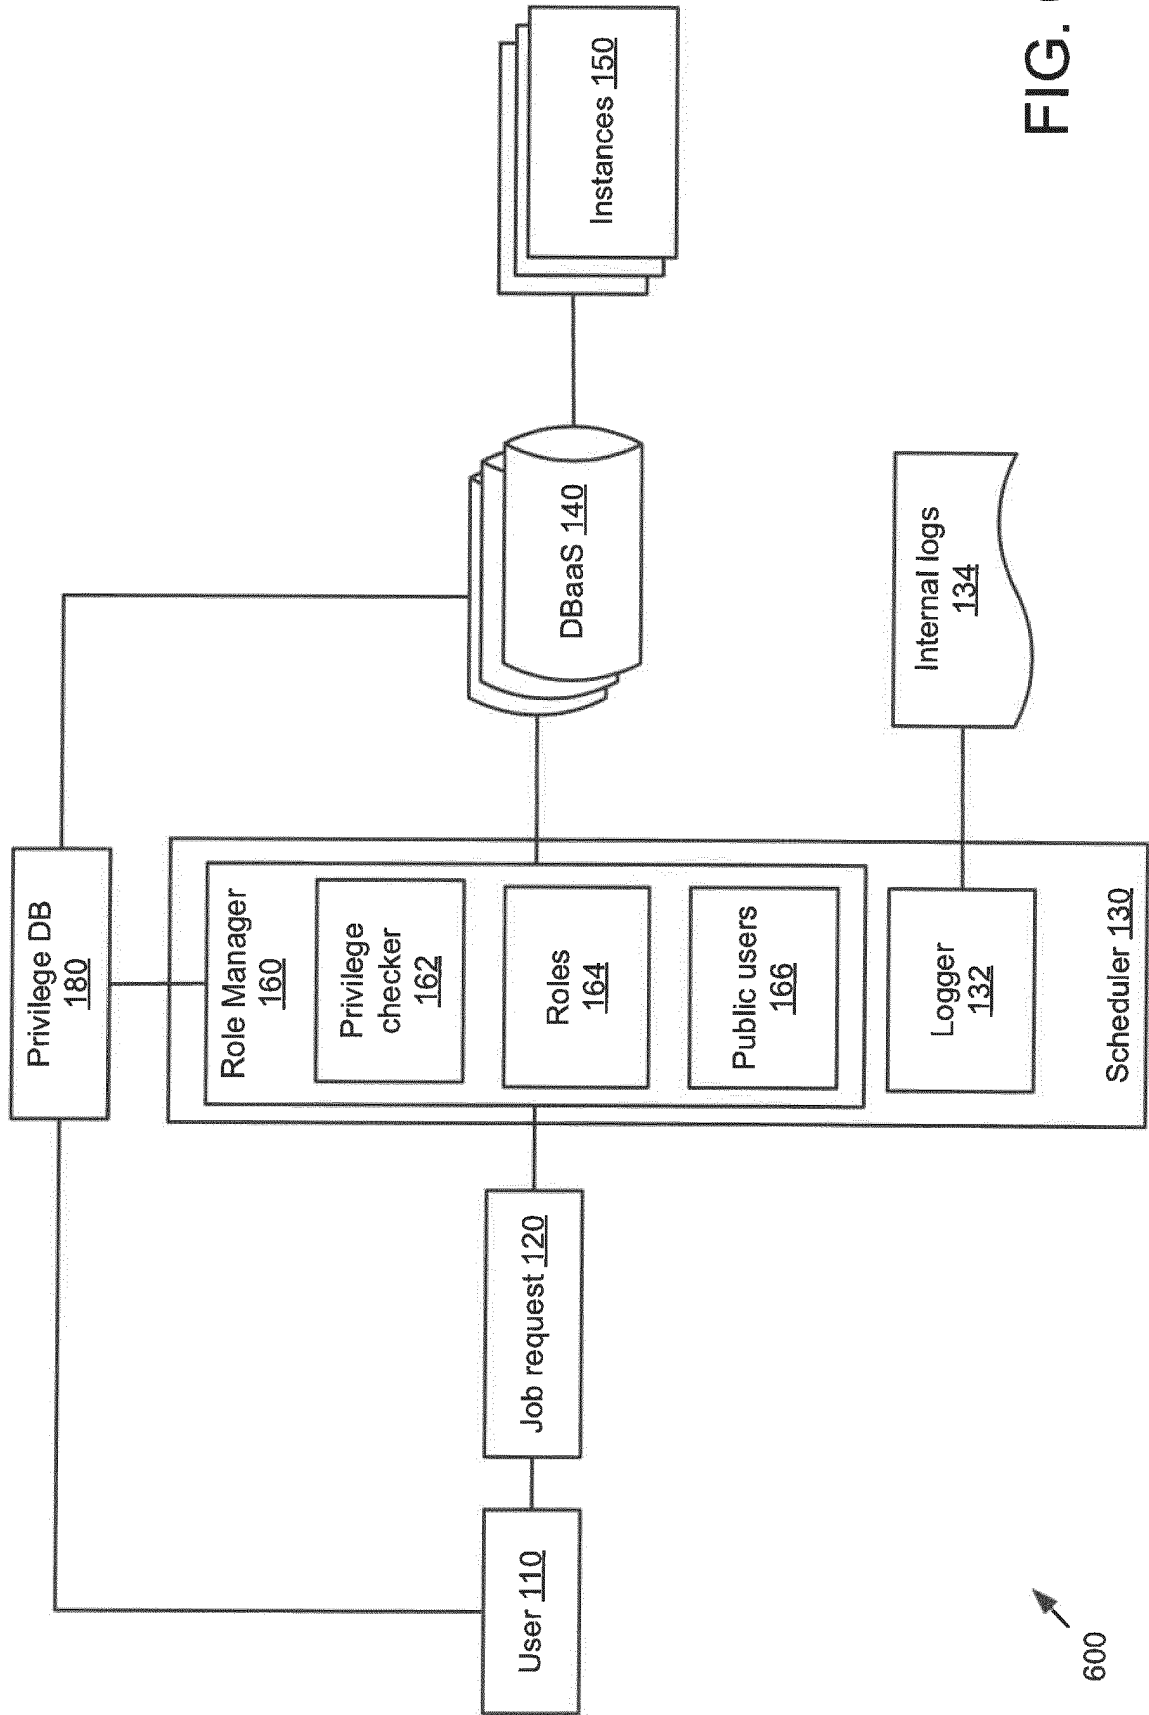 Privilege DB
180
Role Manager
160
Privilege
checker
162
Roles
164
Public users
166
Logger
132
Scheduler 130
User 110
Job request 120
DBaaS 140
Instances 150
Internal logs
134
600
FIG.